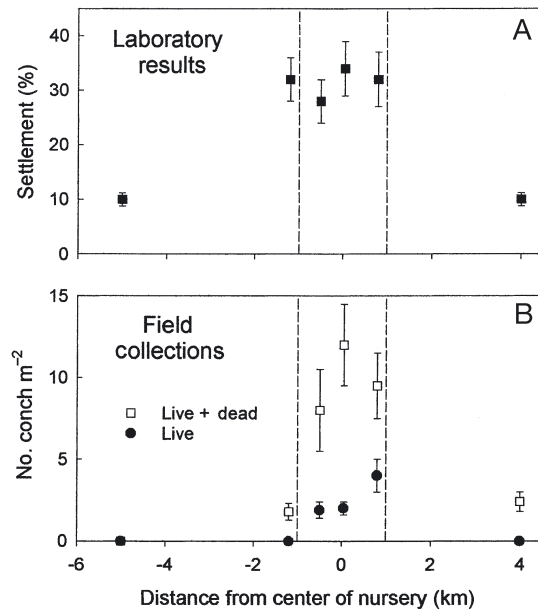 A
Laboratory
results
Settlement (%)
40
30
20
10
0
B
Field
collections
No. conch m⁻²
15
10
5
0
Live + dead
Live
-6 -4 -2 0 2 4
Distance from center of nursery (km)